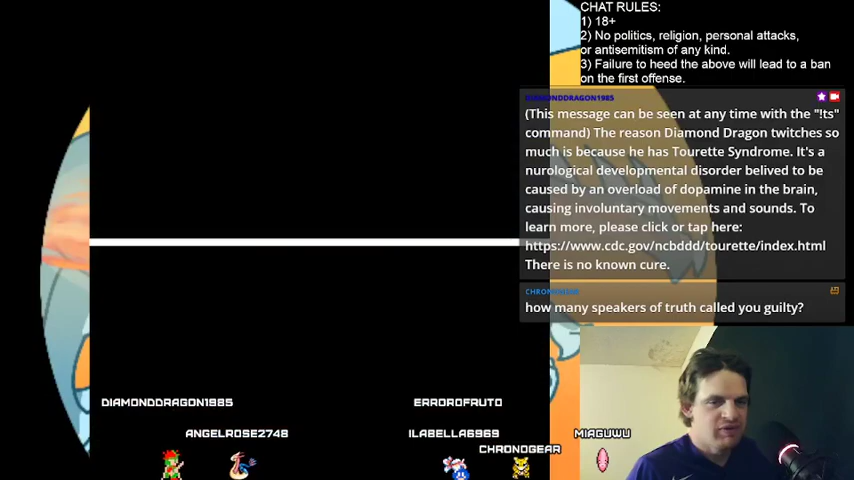 CHAT RULES:
1) 18+
2) No politics, religion, personal attacks,
or antisemitism of any kind.
3) Failure to heed the above will lead to a ban
on the first offense.
DIAMONDDRAGON1985
(This message can be seen at any time with the "!ts"
command) The reason Diamond Dragon twitches so
much is because he has Tourette Syndrome. It's a
nurological developmental disorder belived to be
caused by an overload of dopamine in the brain,
causing involuntary movements and sounds. To
learn more, please click or tap here:
https://www.cdc.gov/ncbddd/tourette/index.html
There is no known cure.
CHRONOGEAR
how many speakers of truth called you guilty?
DIAMONDDRAGON1985
ERROROFRUTO
ANGELROSE2748
ILABELLA6969
MIAGUWU
CHRONOGEAR